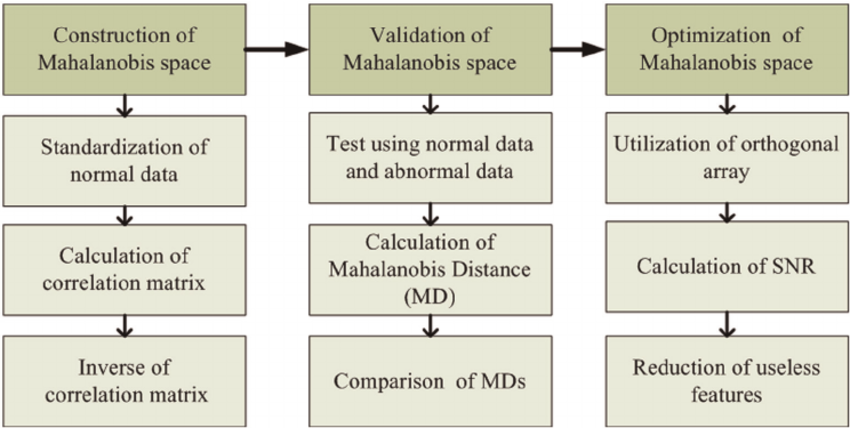 Construction of
Mahalanobis space
Standardization of
normal data
Calculation of
correlation matrix
Inverse of
correlation matrix
Validation of
Mahalanobis space
Test using normal data
and abnormal data
Calculation of
Mahalanobis Distance
(MD)
Comparison of MDs
Optimization of
Mahalanobis space
Utilization of orthogonal
array
Calculation of SNR
Reduction of useless
features